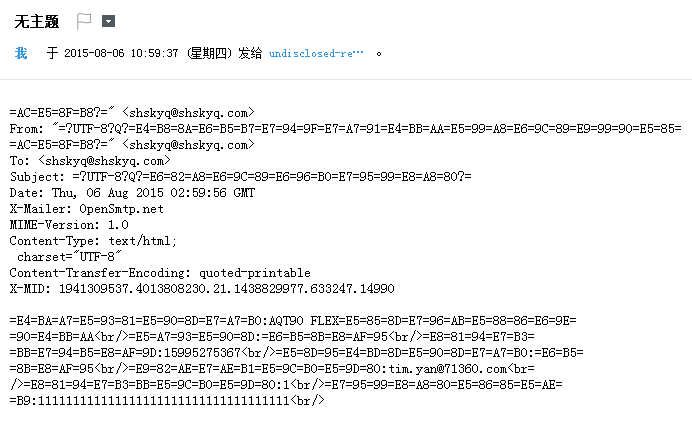 无主题
我 于 2015-08-06 10:59:37 (星期四) 发给 undisclosed-re… 。
=AC=E5=8F=B8?=" <shskyq@shskyq.com>
From: "=?UTF-8?Q?=E4=B8=8A=E6=B5=B7=E7=94=9F=E7=A7=91=E4=BB=AA=E5=99=A8=E6=9C=89=E9=99=90=E5=85=
=AC=E5=8F=B8?=" <shskyq@shskyq.com>
To: <shskyq@shskyq.com>
Subject: =?UTF-8?Q?=E6=82=A8=E6=9C=89=E6=96=B0=E7=95=99=E8=A8=80?=
Date: Thu, 06 Aug 2015 02:59:56 GMT
X-Mailer: OpenSmtp.net
MIME-Version: 1.0
Content-Type: text/html;
charset="UTF-8"
Content-Transfer-Encoding: quoted-printable
X-MID: 1941309537.4013808230.21.1438829977.633247.14990
=E4=BA=A7=E5=93=81=E5=90=8D=E7=A7=B0:AQT90 FLEX=E5=85=8D=E7=96=AB=E5=88=86=E6=9E=
=90=E4=BB=AA<br/>=E5=A7=93=E5=90=8D:=E6=B5=8B=E8=AF=95<br/>=E8=81=94=E7=B3=
=BB=E7=94=B5=E8=AF=9D:15995275367<br/>=E5=8D=95=E4=BD=8D=E5=90=8D=E7=A7=B0:=E6=B5=
=8B=E8=AF=95<br/>=E9=82=AE=E7=AE=B1=E5=9C=B0=E5=9D=80:tim.yan@71360.com<br=
/>=E8=81=94=E7=B3=BB=E5=9C=B0=E5=9D=80:1<br/>=E7=95=99=E8=A8=80=E5=86=85=E5=AE=
=B9:1111111111111111111111111111111111<br/>